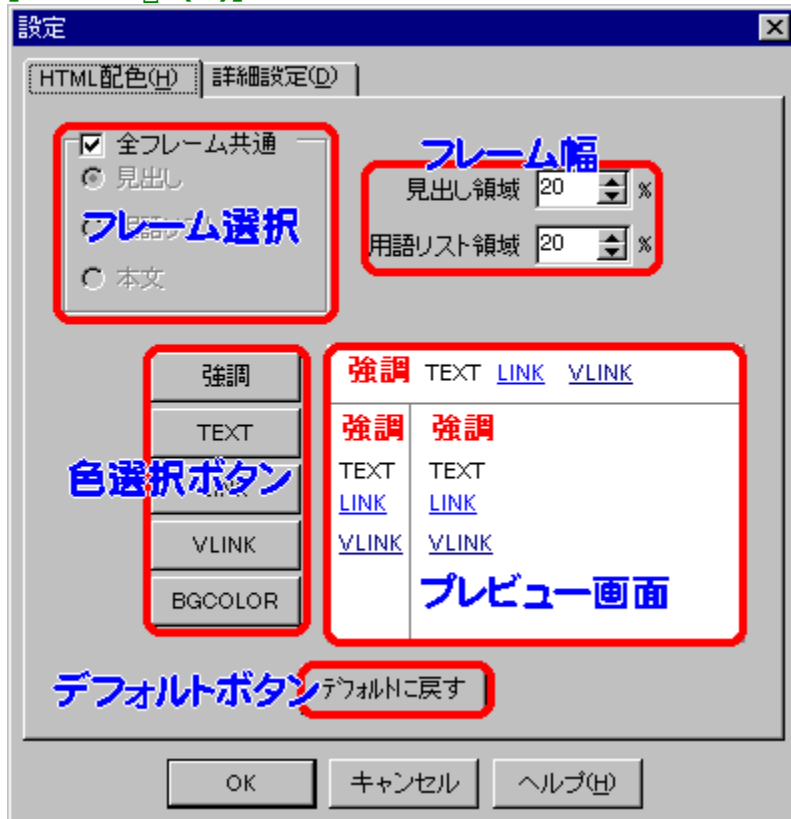 設定
HTML配色(H) 詳細設定(D)
全フレーム共通
フレーム幅
見出し
見出し領域 20 %
フレーム選択
用語リスト領域 20 %
本文
強調
TEXT
色選択ボタン
VLINK
BGCOLOR
強調 TEXT LINK VLINK
強調 強調
TEXT TEXT
LINK LINK
VLINK VLINK
プレビュー画面
デフォルトボタン
デフォルトに戻す
OK キャンセル ヘルプ(H)